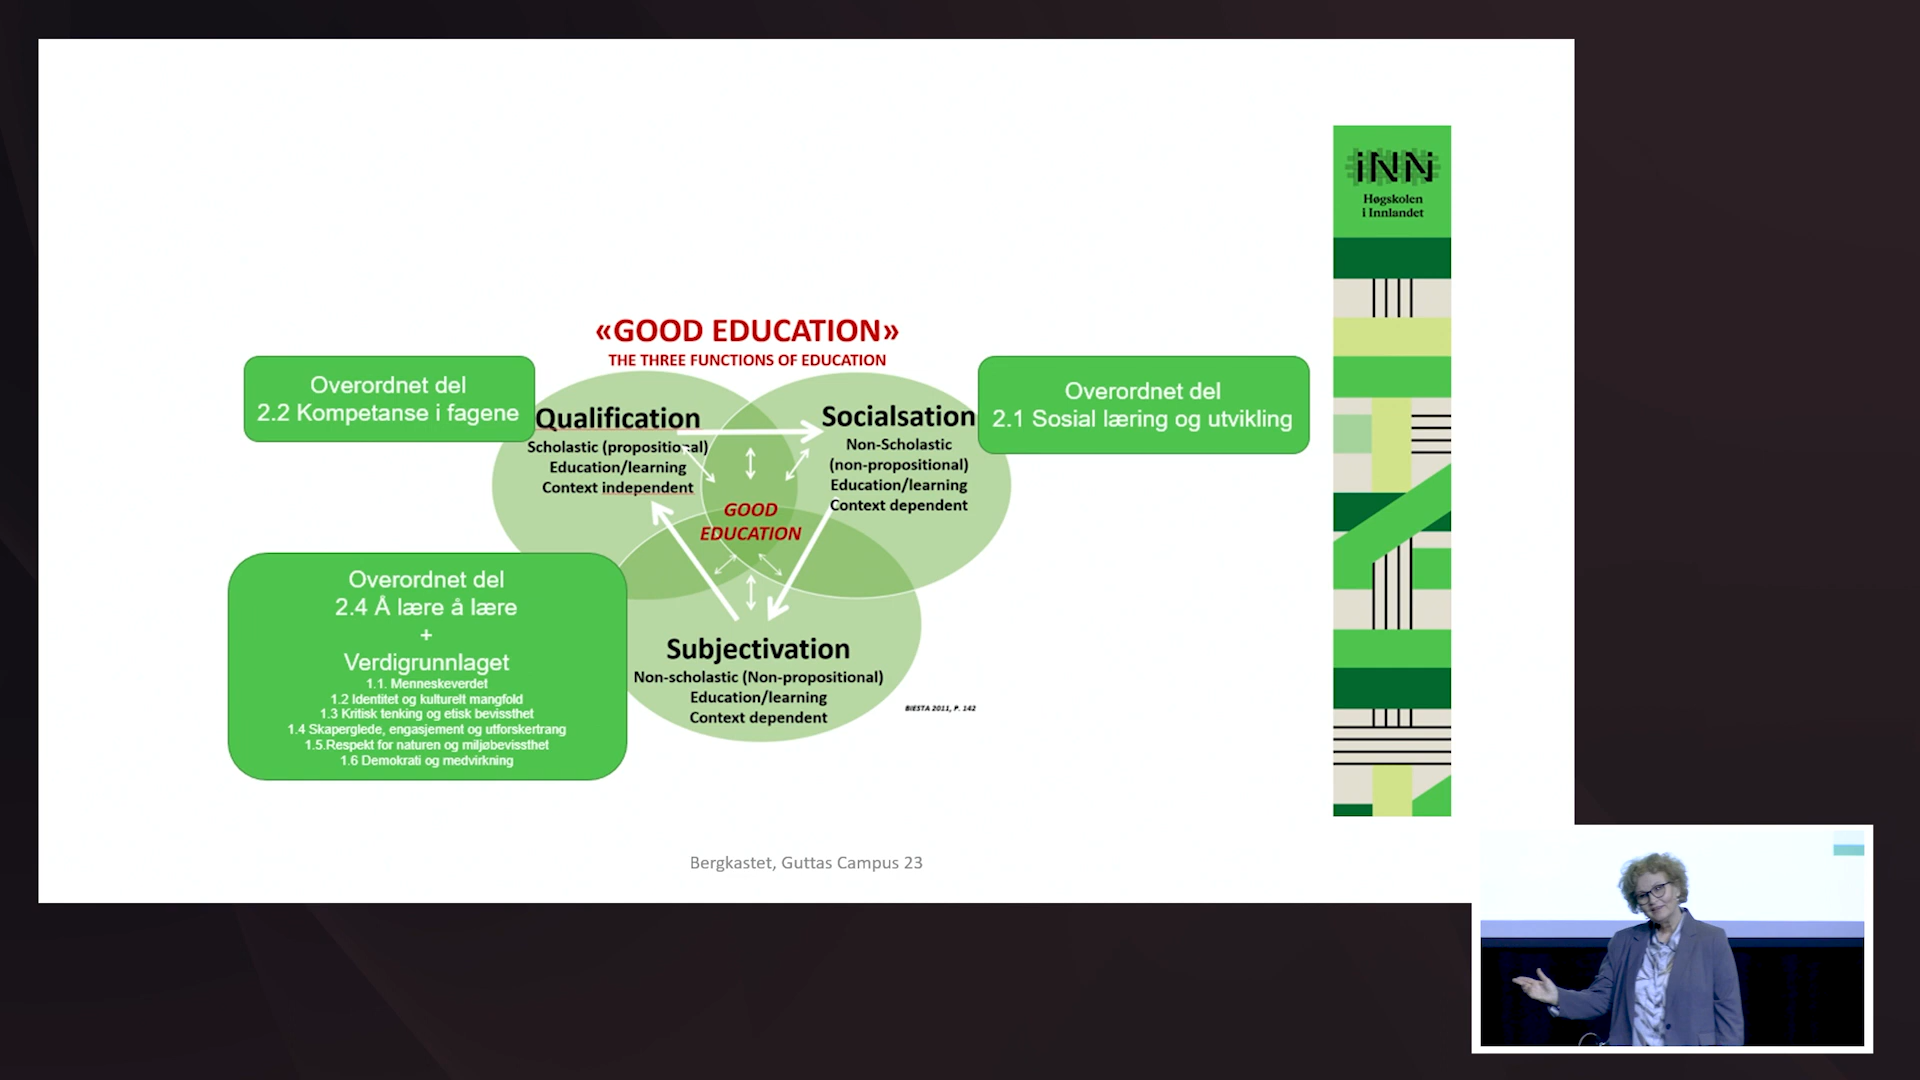 iNNi
Høgskolen
i Innlandet
«GOOD EDUCATION»
THE THREE FUNCTIONS OF EDUCATION
Overordnet del
2.2 Kompetanse i fagene
Qualification
Scholastic (propositional)
Education/learning
Context independent
Socialsation
Non-Scholastic
(non-propositional)
Education/learning
Context dependent
Overordnet del
2.1 Sosial læring og utvikling
GOOD
EDUCATION
Overordnet del
2.4 Å lære å lære
+
Verdigrunnlaget
1.1. Menneskeverdet
1.2 Identitet og kulturelt mangfold
1.3 Kritisk tenking og etisk bevissthet
1.4 Skaperglede, engasjement og utforskertrang
1.5.Respekt for naturen og miljøbevissthet
1.6 Demokrati og medvirkning
Subjectivation
Non-scholastic (Non-propositional)
Education/learning
Context dependent
BIESTA 2011, P. 142
Bergkastet, Guttas Campus 23